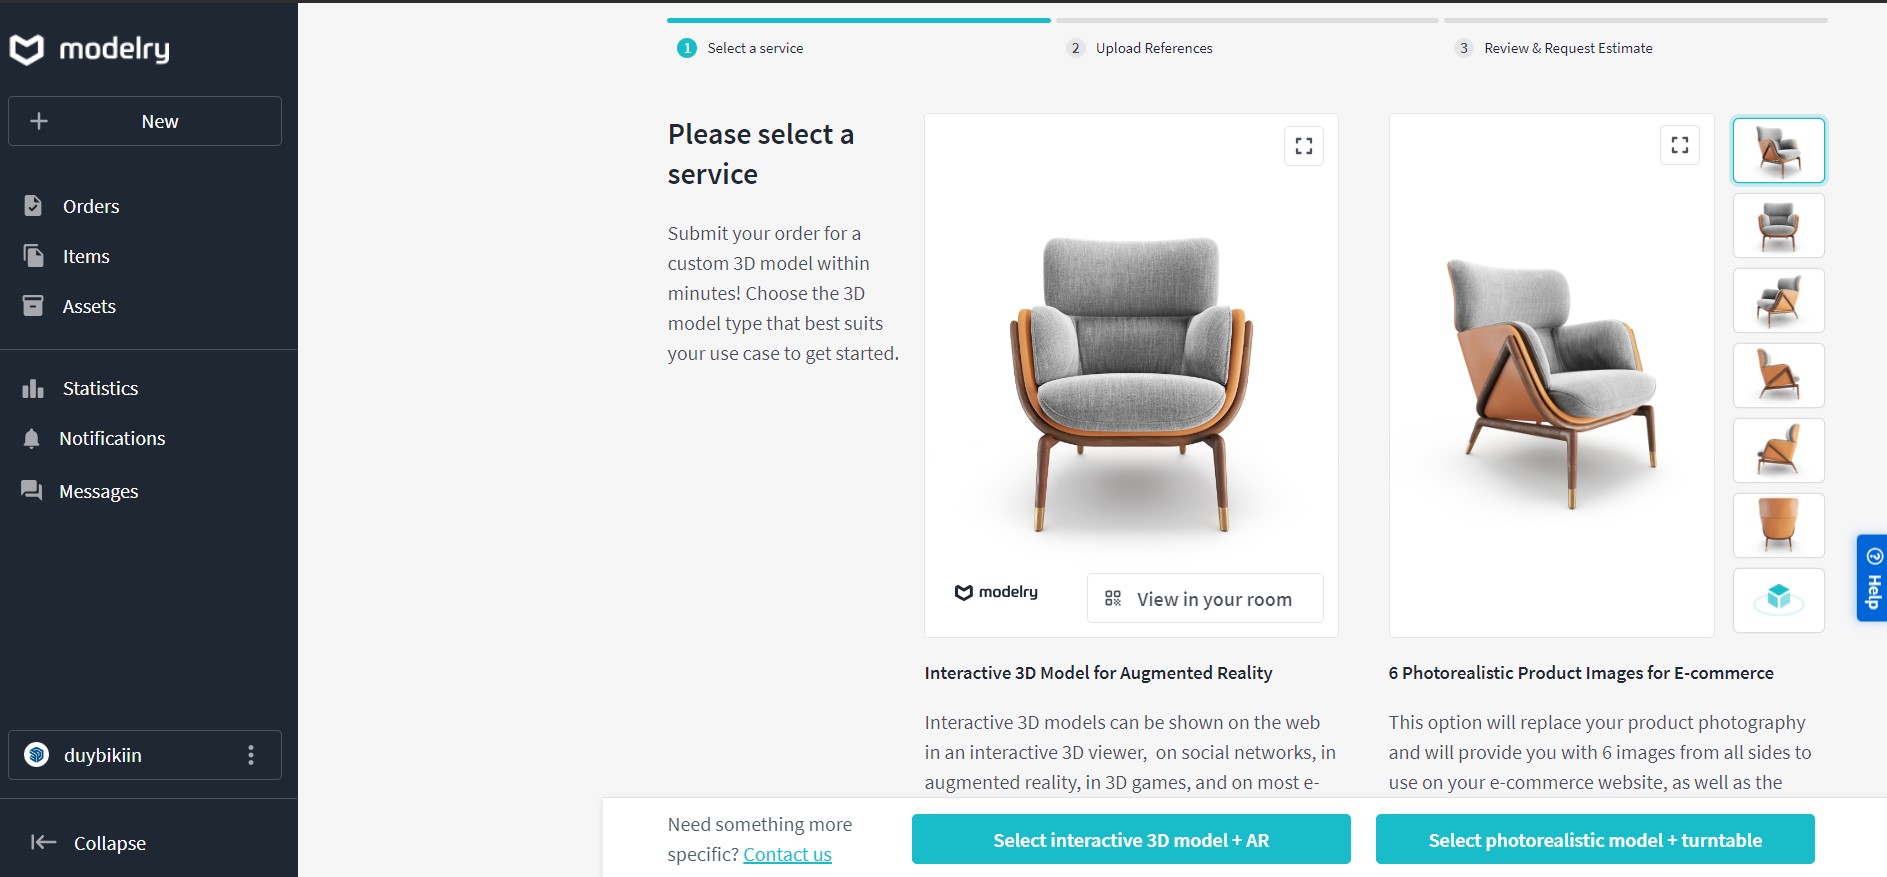 modelry
New
Orders
Items
Assets
Statistics
Notifications
Messages
duybikiin
Collapse
1 Select a service
2 Upload References
3 Review & Request Estimate
Please select a
service
Submit your order for a
custom 3D model within
minutes! Choose the 3D
model type that best suits
your use case to get started.
modelry
View in your room
Interactive 3D Model for Augmented Reality
Interactive 3D models can be shown on the web
in an interactive 3D viewer,  on social networks, in
augmented reality, in 3D games, and on most e-
6 Photorealistic Product Images for E-commerce
This option will replace your product photography
and will provide you with 6 images from all sides to
use on your e-commerce website, as well as the
Help
Need something more
specific? Contact us
Select interactive 3D model + AR
Select photorealistic model + turntable